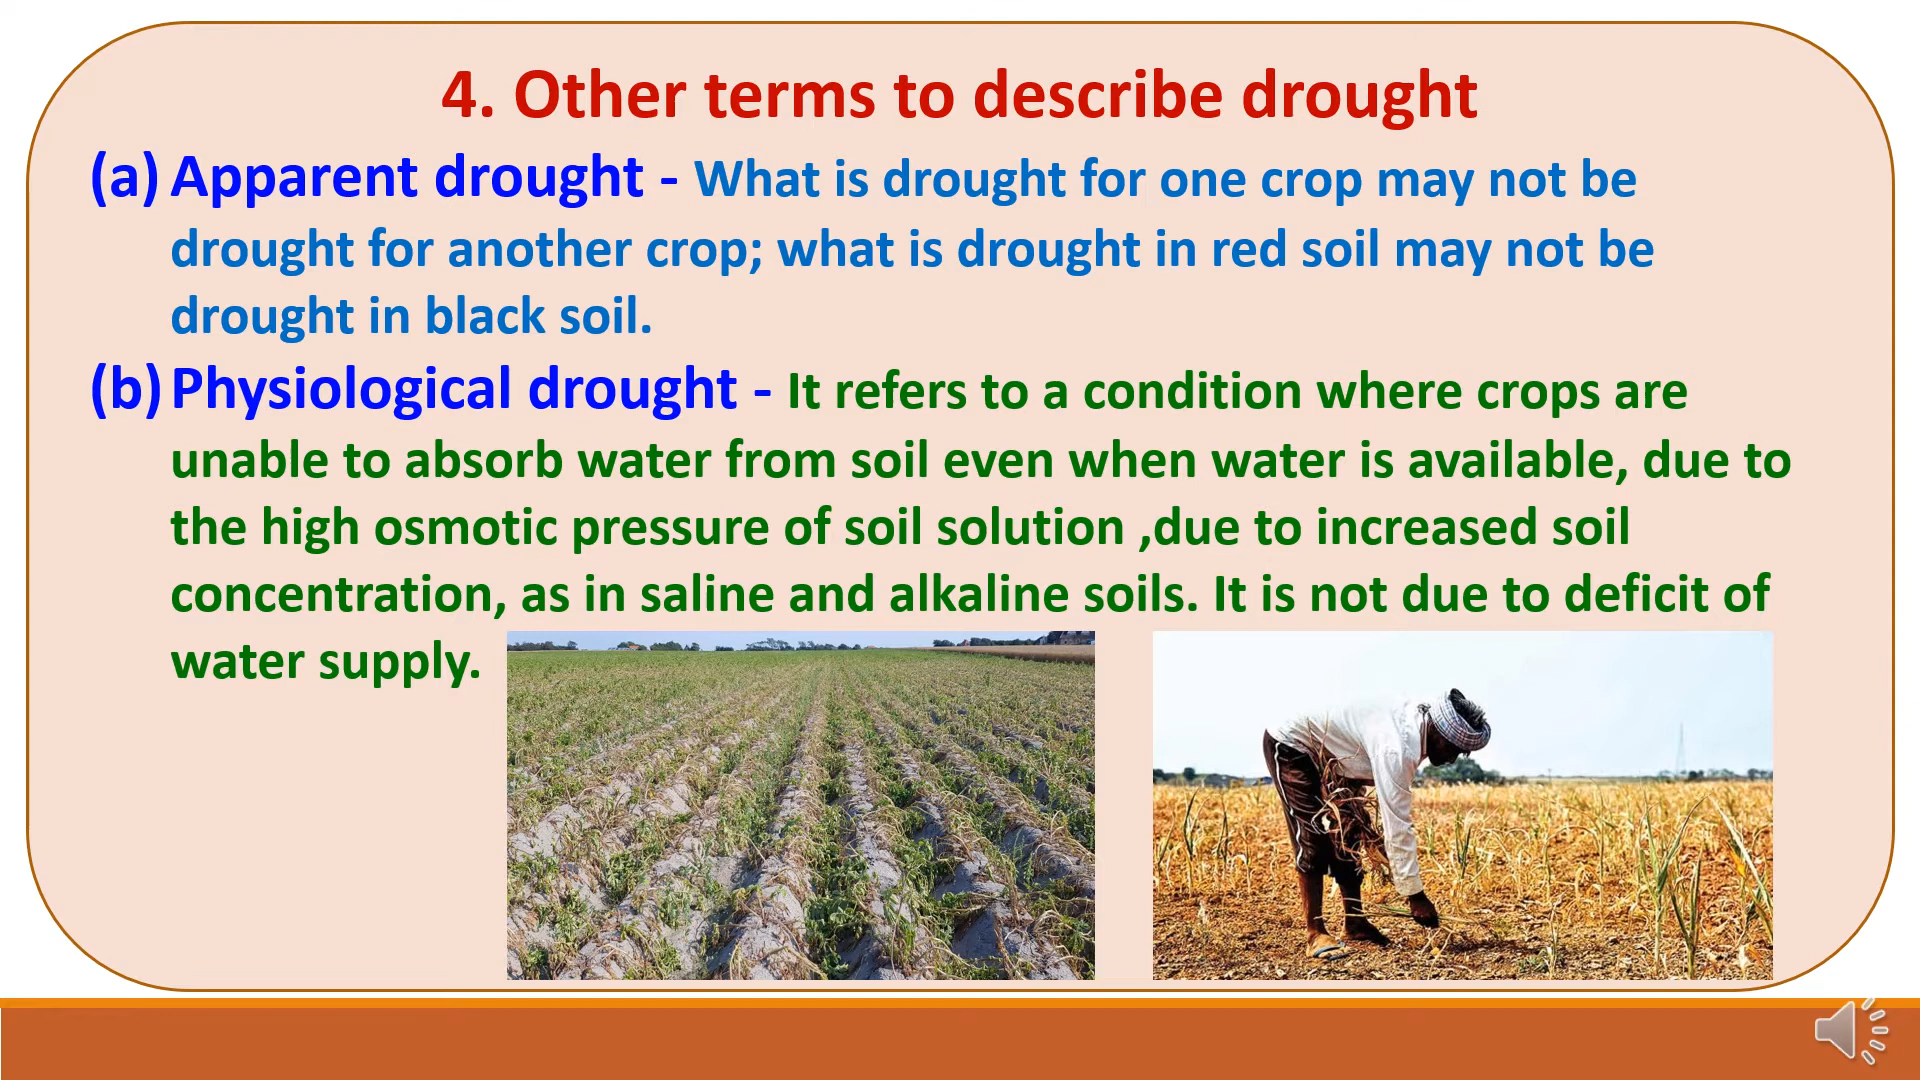 4. Other terms to describe drought
(a) Apparent drought - What is drought for one crop may not be
drought for another crop; what is drought in red soil may not be
drought in black soil.
(b) Physiological drought - It refers to a condition where crops are
unable to absorb water from soil even when water is available, due to
the high osmotic pressure of soil solution ,due to increased soil
concentration, as in saline and alkaline soils. It is not due to deficit of
water supply.